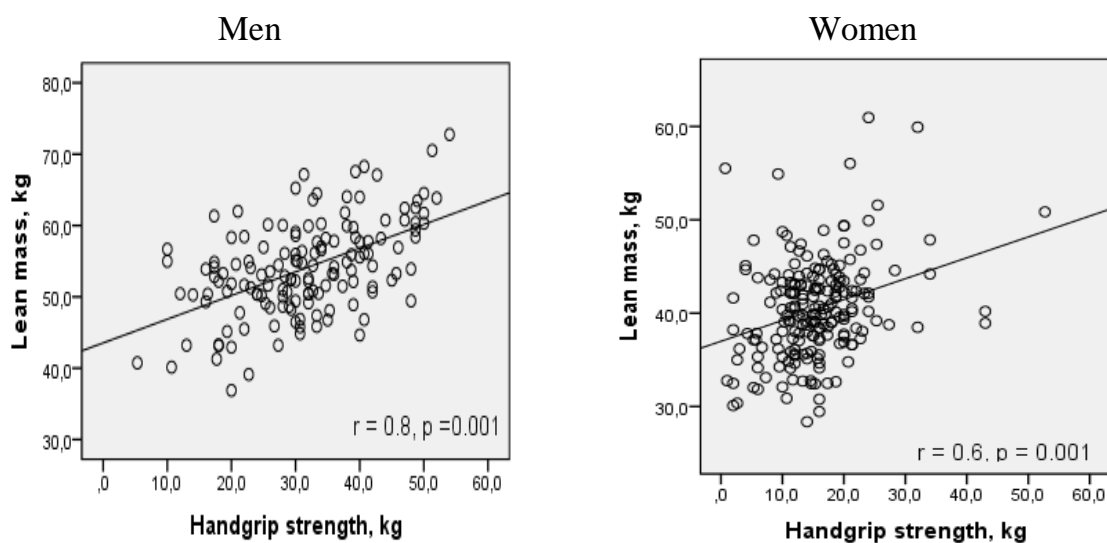 Men
80,0
70,0
60,0
50,0
40,0
30,0
Lean mass, kg
r = 0.8, p =0.001
,0 10,0 20,0 30,0 40,0 50,0 60,0
Handgrip strength, kg
Women
60,0
50,0
40,0
30,0
Lean mass, kg
r = 0.6, p = 0.001
,0 10,0 20,0 30,0 40,0 50,0 60,0
Handgrip strength, kg